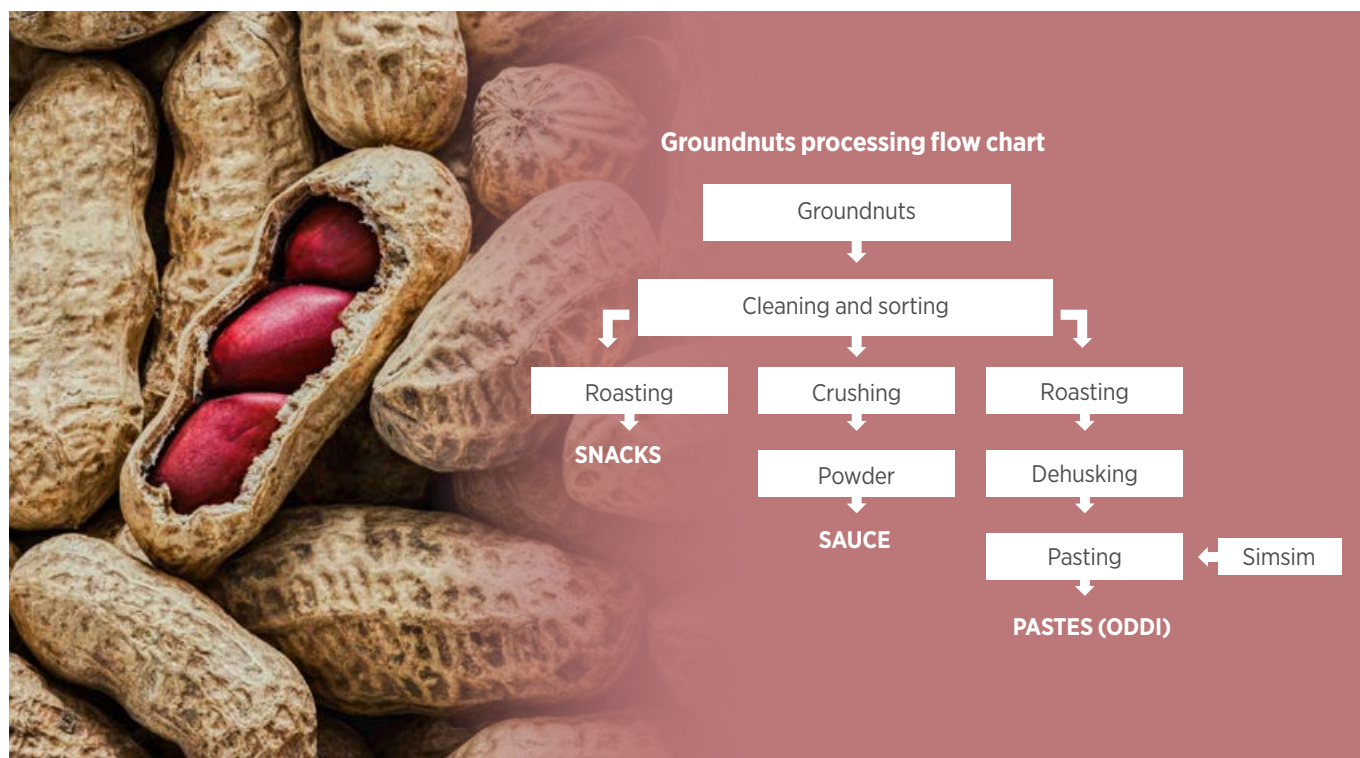 Groundnuts processing flow chart
Groundnuts
Cleaning and sorting
Roasting
Crushing
Roasting
SNACKS
Powder
Dehusking
SAUCE
Pasting
Simsim
PASTES (ODDI)